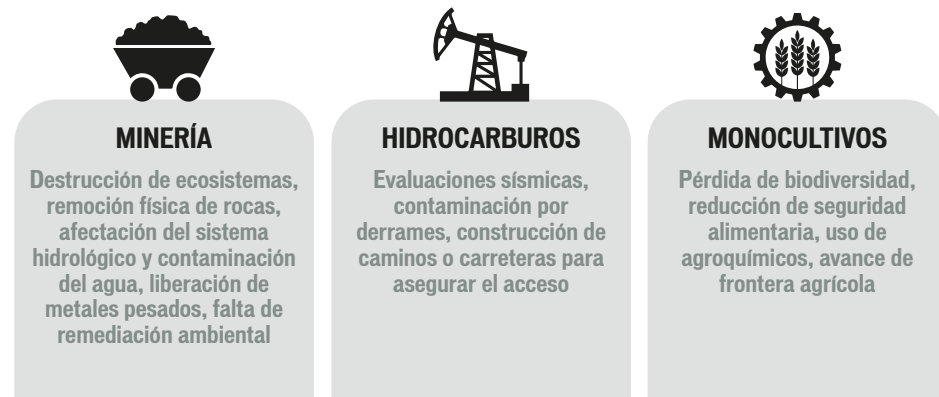 MINERÍA
Destrucción de ecosistemas,
remoción física de rocas,
afectación del sistema
hidrológico y contaminación
del agua, liberación de
metales pesados, falta de
remediación ambiental
HIDROCARBUROS
Evaluaciones sísmicas,
contaminación por
derrames, construcción de
caminos o carreteras para
asegurar el acceso
MONOCULTIVOS
Pérdida de biodiversidad,
reducción de seguridad
alimentaria, uso de
agroquímicos, avance de
frontera agrícola